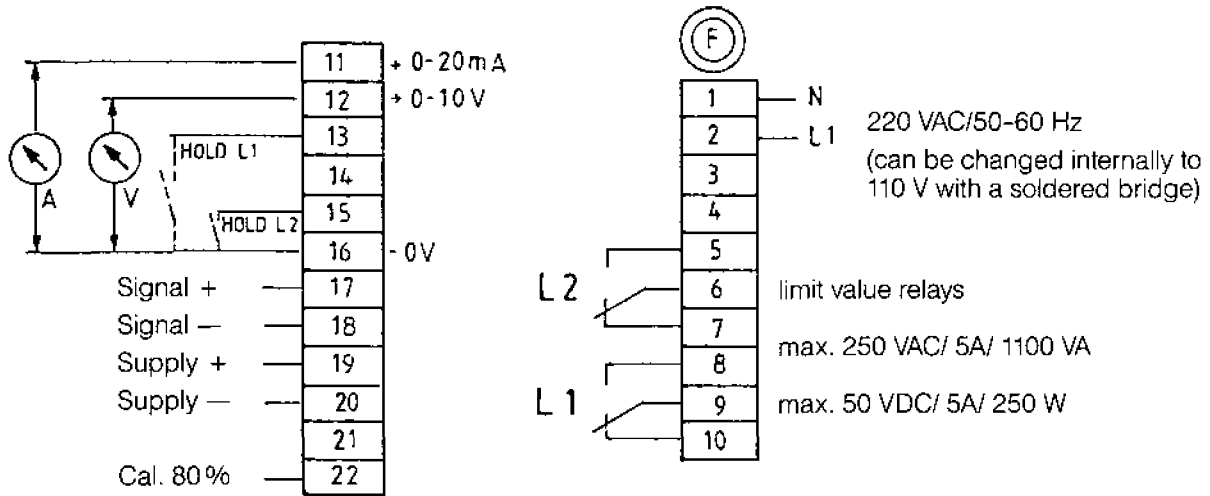 11 + 0-20mA
12 + 0-10V
A
V
HOLD L1
13
14
HOLD L2
15
16 - 0V
Signal + 17
Signal — 18
Supply + 19
Supply — 20
21
Cal. 80% 22
F
1 N
2 L1
220 VAC/50-60 Hz
(can be changed internally to
110 V with a soldered bridge)
3
4
5
L2
6 limit value relays
7
max. 250 VAC/ 5A/ 1100 VA
8
L1
9 max. 50 VDC/ 5A/ 250 W
10